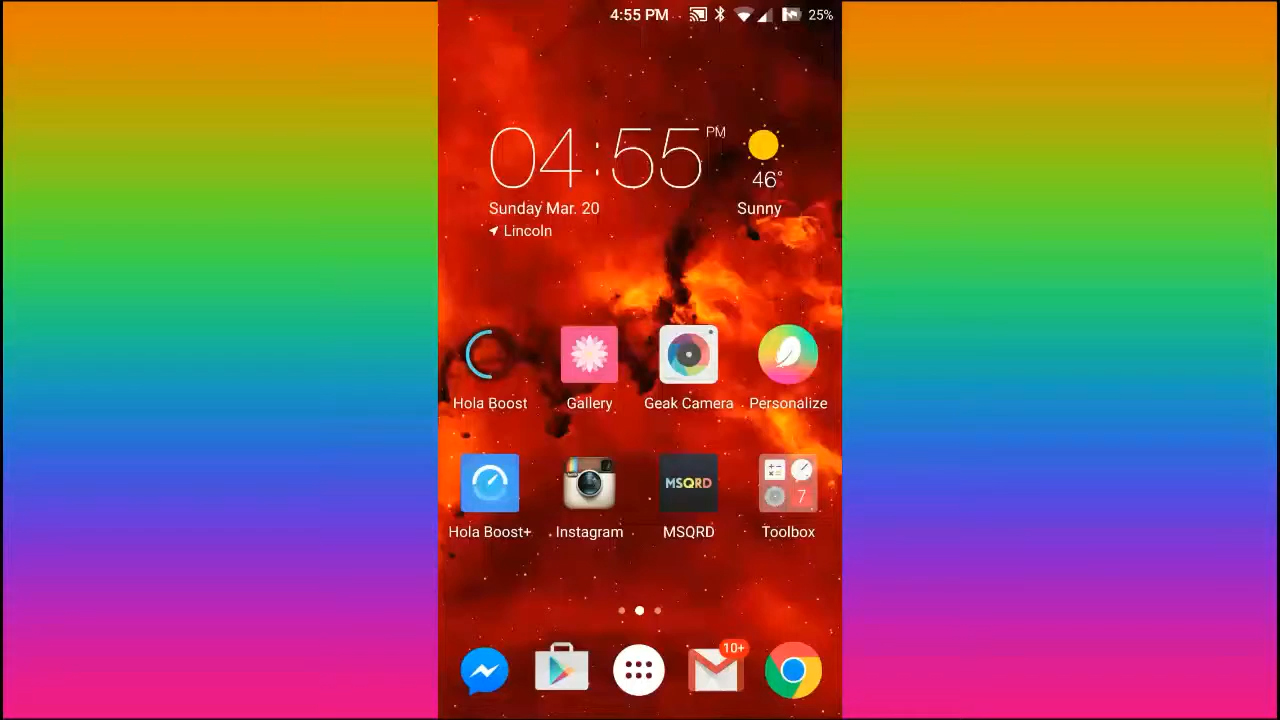 4:55 PM 25%
04:55 PM
46°
Sunday Mar. 20 Sunny
Lincoln
Hola Boost Gallery Geak Camera Personalize
MSQRD
7
Hola Boost+ Instagram MSQRD Toolbox
10+